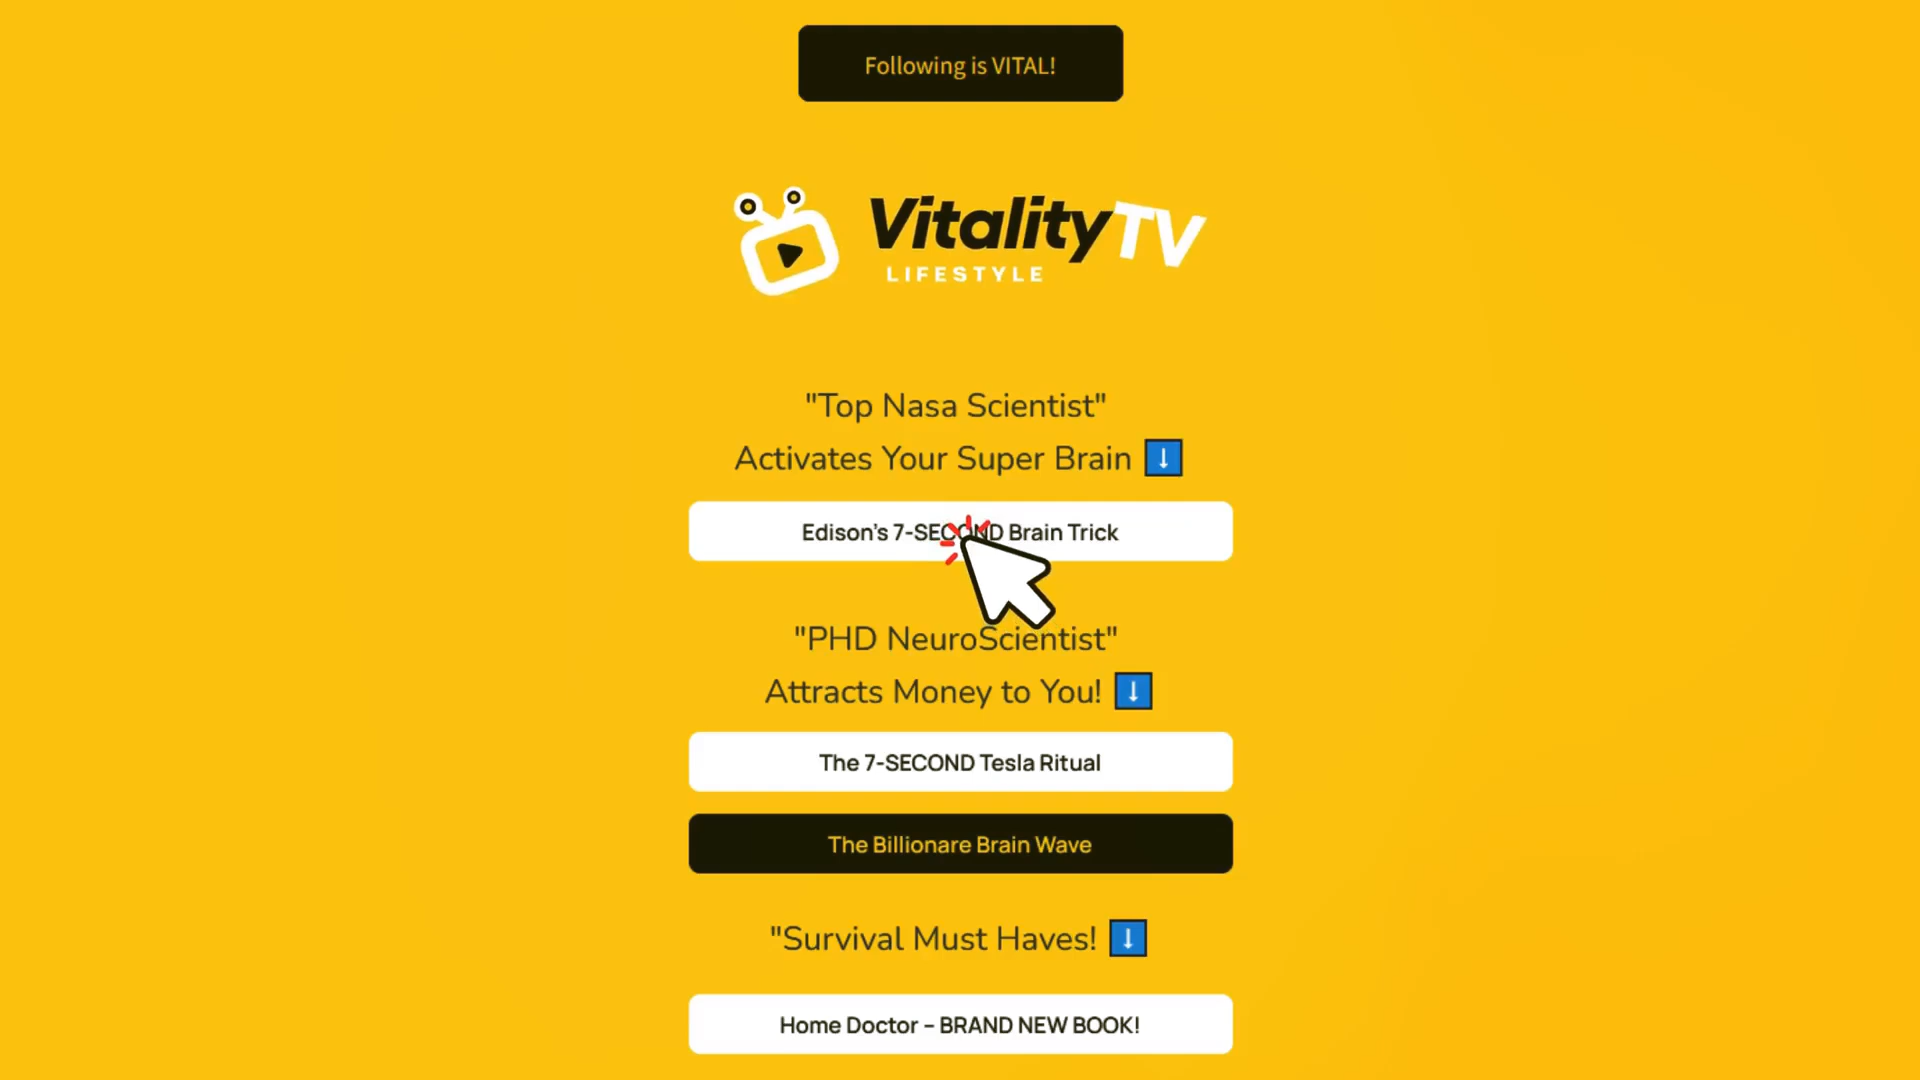 Following is VITAL!
VitalityTV
LIFESTYLE
"Top Nasa Scientist"
Activates Your Super Brain ⬇️
Edison's 7-SECOND Brain Trick
"PHD NeuroScientist"
Attracts Money to You! ⬇️
The 7-SECOND Tesla Ritual
The Billionare Brain Wave
"Survival Must Haves! ⬇️
Home Doctor – BRAND NEW BOOK!